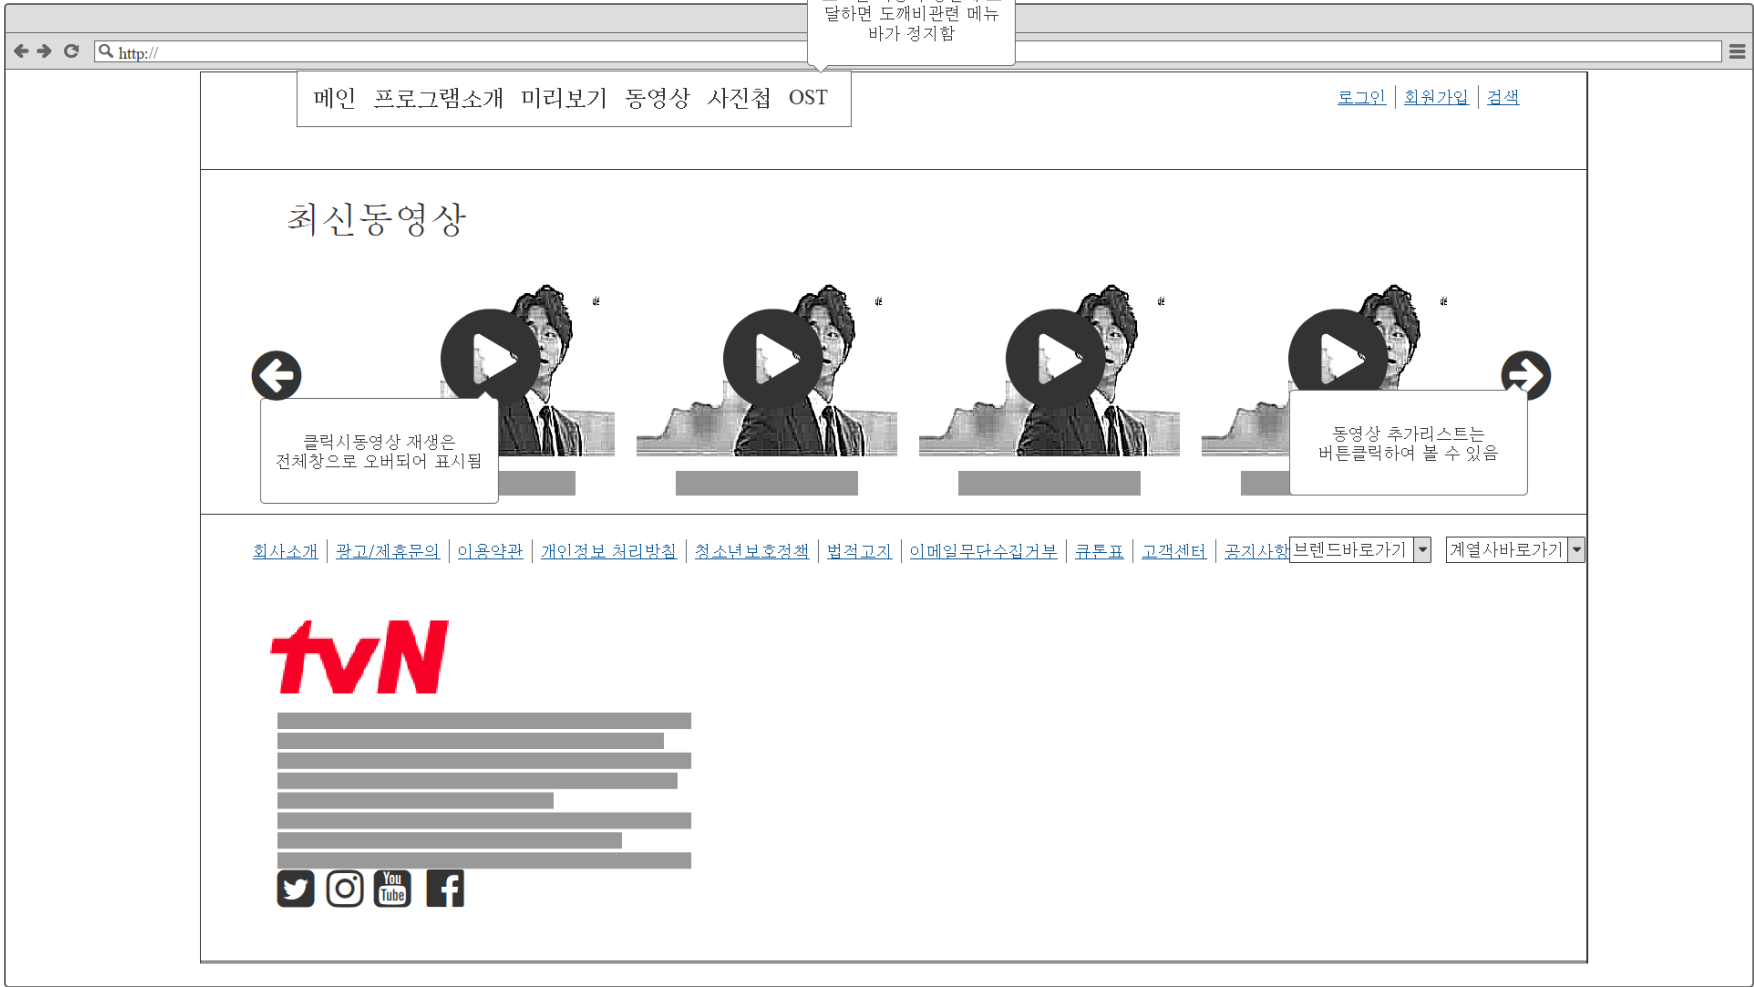 달하면 도깨비관련 메뉴
바가 정지함
http://
메인 프로그램소개 미리보기 동영상 사진첩 OST
로그인 회원가입 검색
최신동영상
클릭시동영상 재생은
전체창으로 오버되어 표시됨
동영상 추가리스트는
버튼클릭하여 볼 수 있음
회사소개 광고/제휴문의 이용약관 개인정보 처리방침 청소년보호정책 법적고지 이메일무단수집거부 큐톤표 고객센터 공지사항 브렌드바로가기 계열사바로가기
tvN
You
Tube